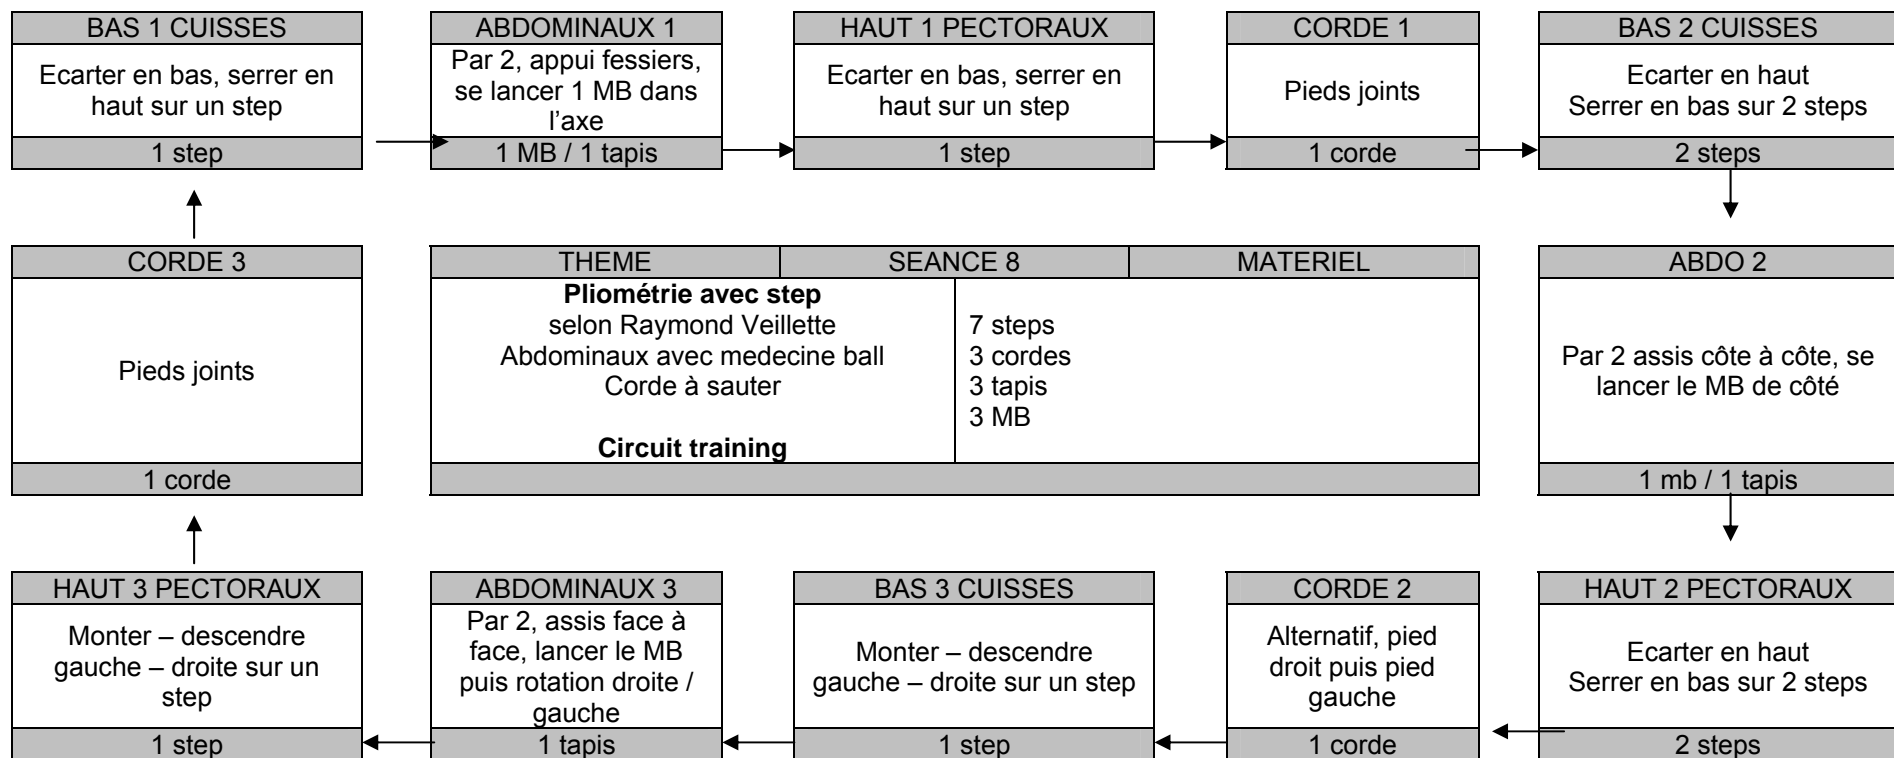 BAS 1 CUISSES
Ecarter en bas, serrer en
haut sur un step
1 step
ABDOMINAUX 1
Par 2, appui fessiers,
se lancer 1 MB dans
l’axe
1 MB / 1 tapis
HAUT 1 PECTORAUX
Ecarter en bas, serrer en
haut sur un step
1 step
CORDE 1
Pieds joints
1 corde
BAS 2 CUISSES
Ecarter en haut
Serrer en bas sur 2 steps
2 steps
CORDE 3
Pieds joints
1 corde
THEME
SEANCE 8
MATERIEL
Pliométrie avec step
selon Raymond Veillette
Abdominaux avec medecine ball
Corde à sauter
Circuit training
7 steps
3 cordes
3 tapis
3 MB
ABDO 2
Par 2 assis côte à côte, se
lancer le MB de côté
1 mb / 1 tapis
HAUT 3 PECTORAUX
Monter – descendre
gauche – droite sur un
step
1 step
ABDOMINAUX 3
Par 2, assis face à
face, lancer le MB
puis rotation droite /
gauche
1 tapis
BAS 3 CUISSES
Monter – descendre
gauche – droite sur un step
1 step
CORDE 2
Alternatif, pied
droit puis pied
gauche
1 corde
HAUT 2 PECTORAUX
Ecarter en haut
Serrer en bas sur 2 steps
2 steps